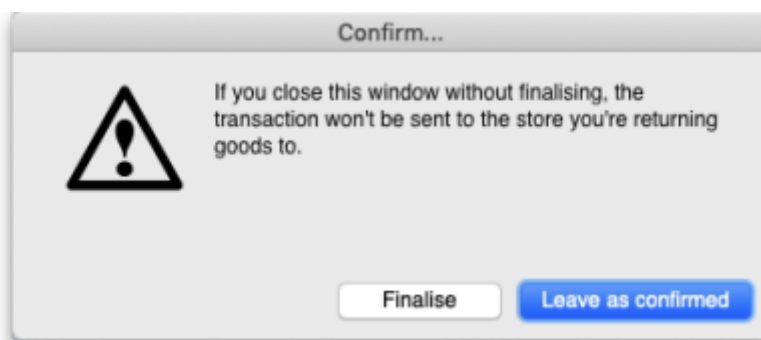 Confirm...
If you close this window without finalising, the
transaction won't be sent to the store you're returning
goods to.
Finalise
Leave as confirmed